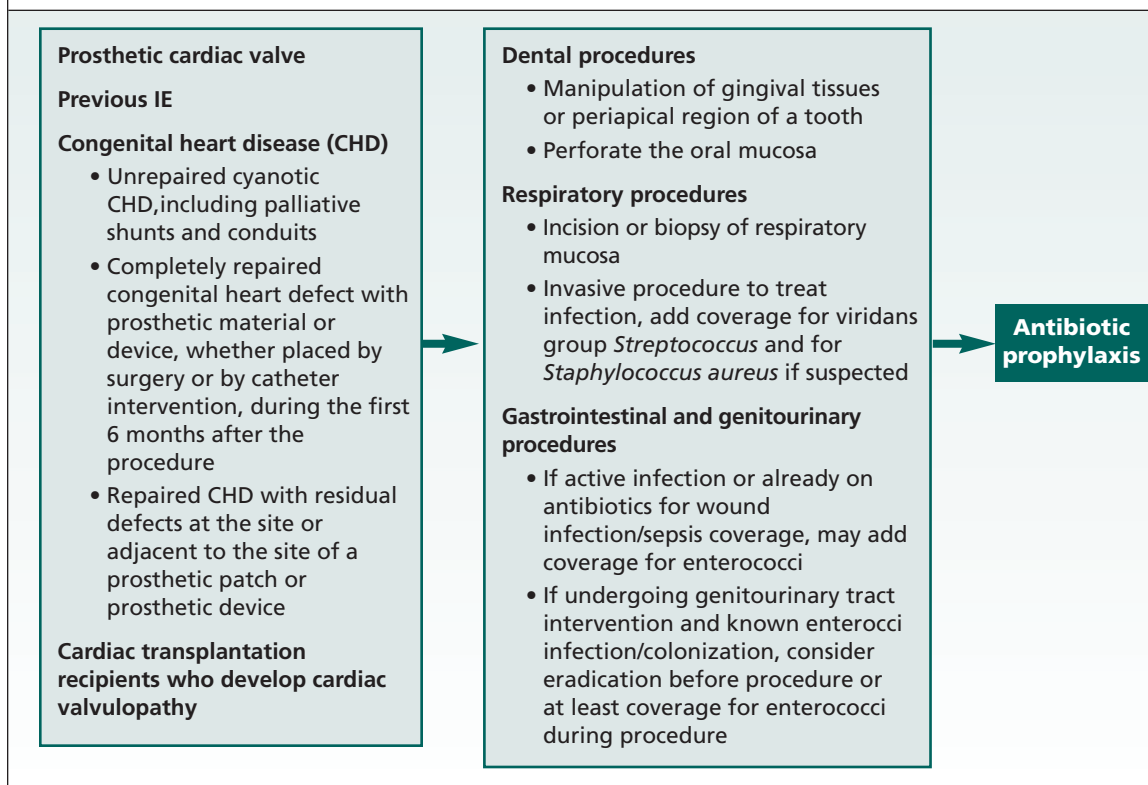 Prosthetic cardiac valve
Previous IE
Congenital heart disease (CHD)
• Unrepaired cyanotic
CHD,including palliative
shunts and conduits
• Completely repaired
congenital heart defect with
prosthetic material or
device, whether placed by
surgery or by catheter
intervention, during the first
6 months after the
procedure
• Repaired CHD with residual
defects at the site or
adjacent to the site of a
prosthetic patch or
prosthetic device
Cardiac transplantation
recipients who develop cardiac
valvulopathy
Dental procedures
• Manipulation of gingival tissues
or periapical region of a tooth
• Perforate the oral mucosa
Respiratory procedures
• Incision or biopsy of respiratory
mucosa
• Invasive procedure to treat
infection, add coverage for viridans
group Streptococcus and for
Staphylococcus aureus if suspected
Gastrointestinal and genitourinary
procedures
• If active infection or already on
antibiotics for wound
infection/sepsis coverage, may add
coverage for enterococci
• If undergoing genitourinary tract
intervention and known enterocci
infection/colonization, consider
eradication before procedure or
at least coverage for enterococci
during procedure
Antibiotic
prophylaxis